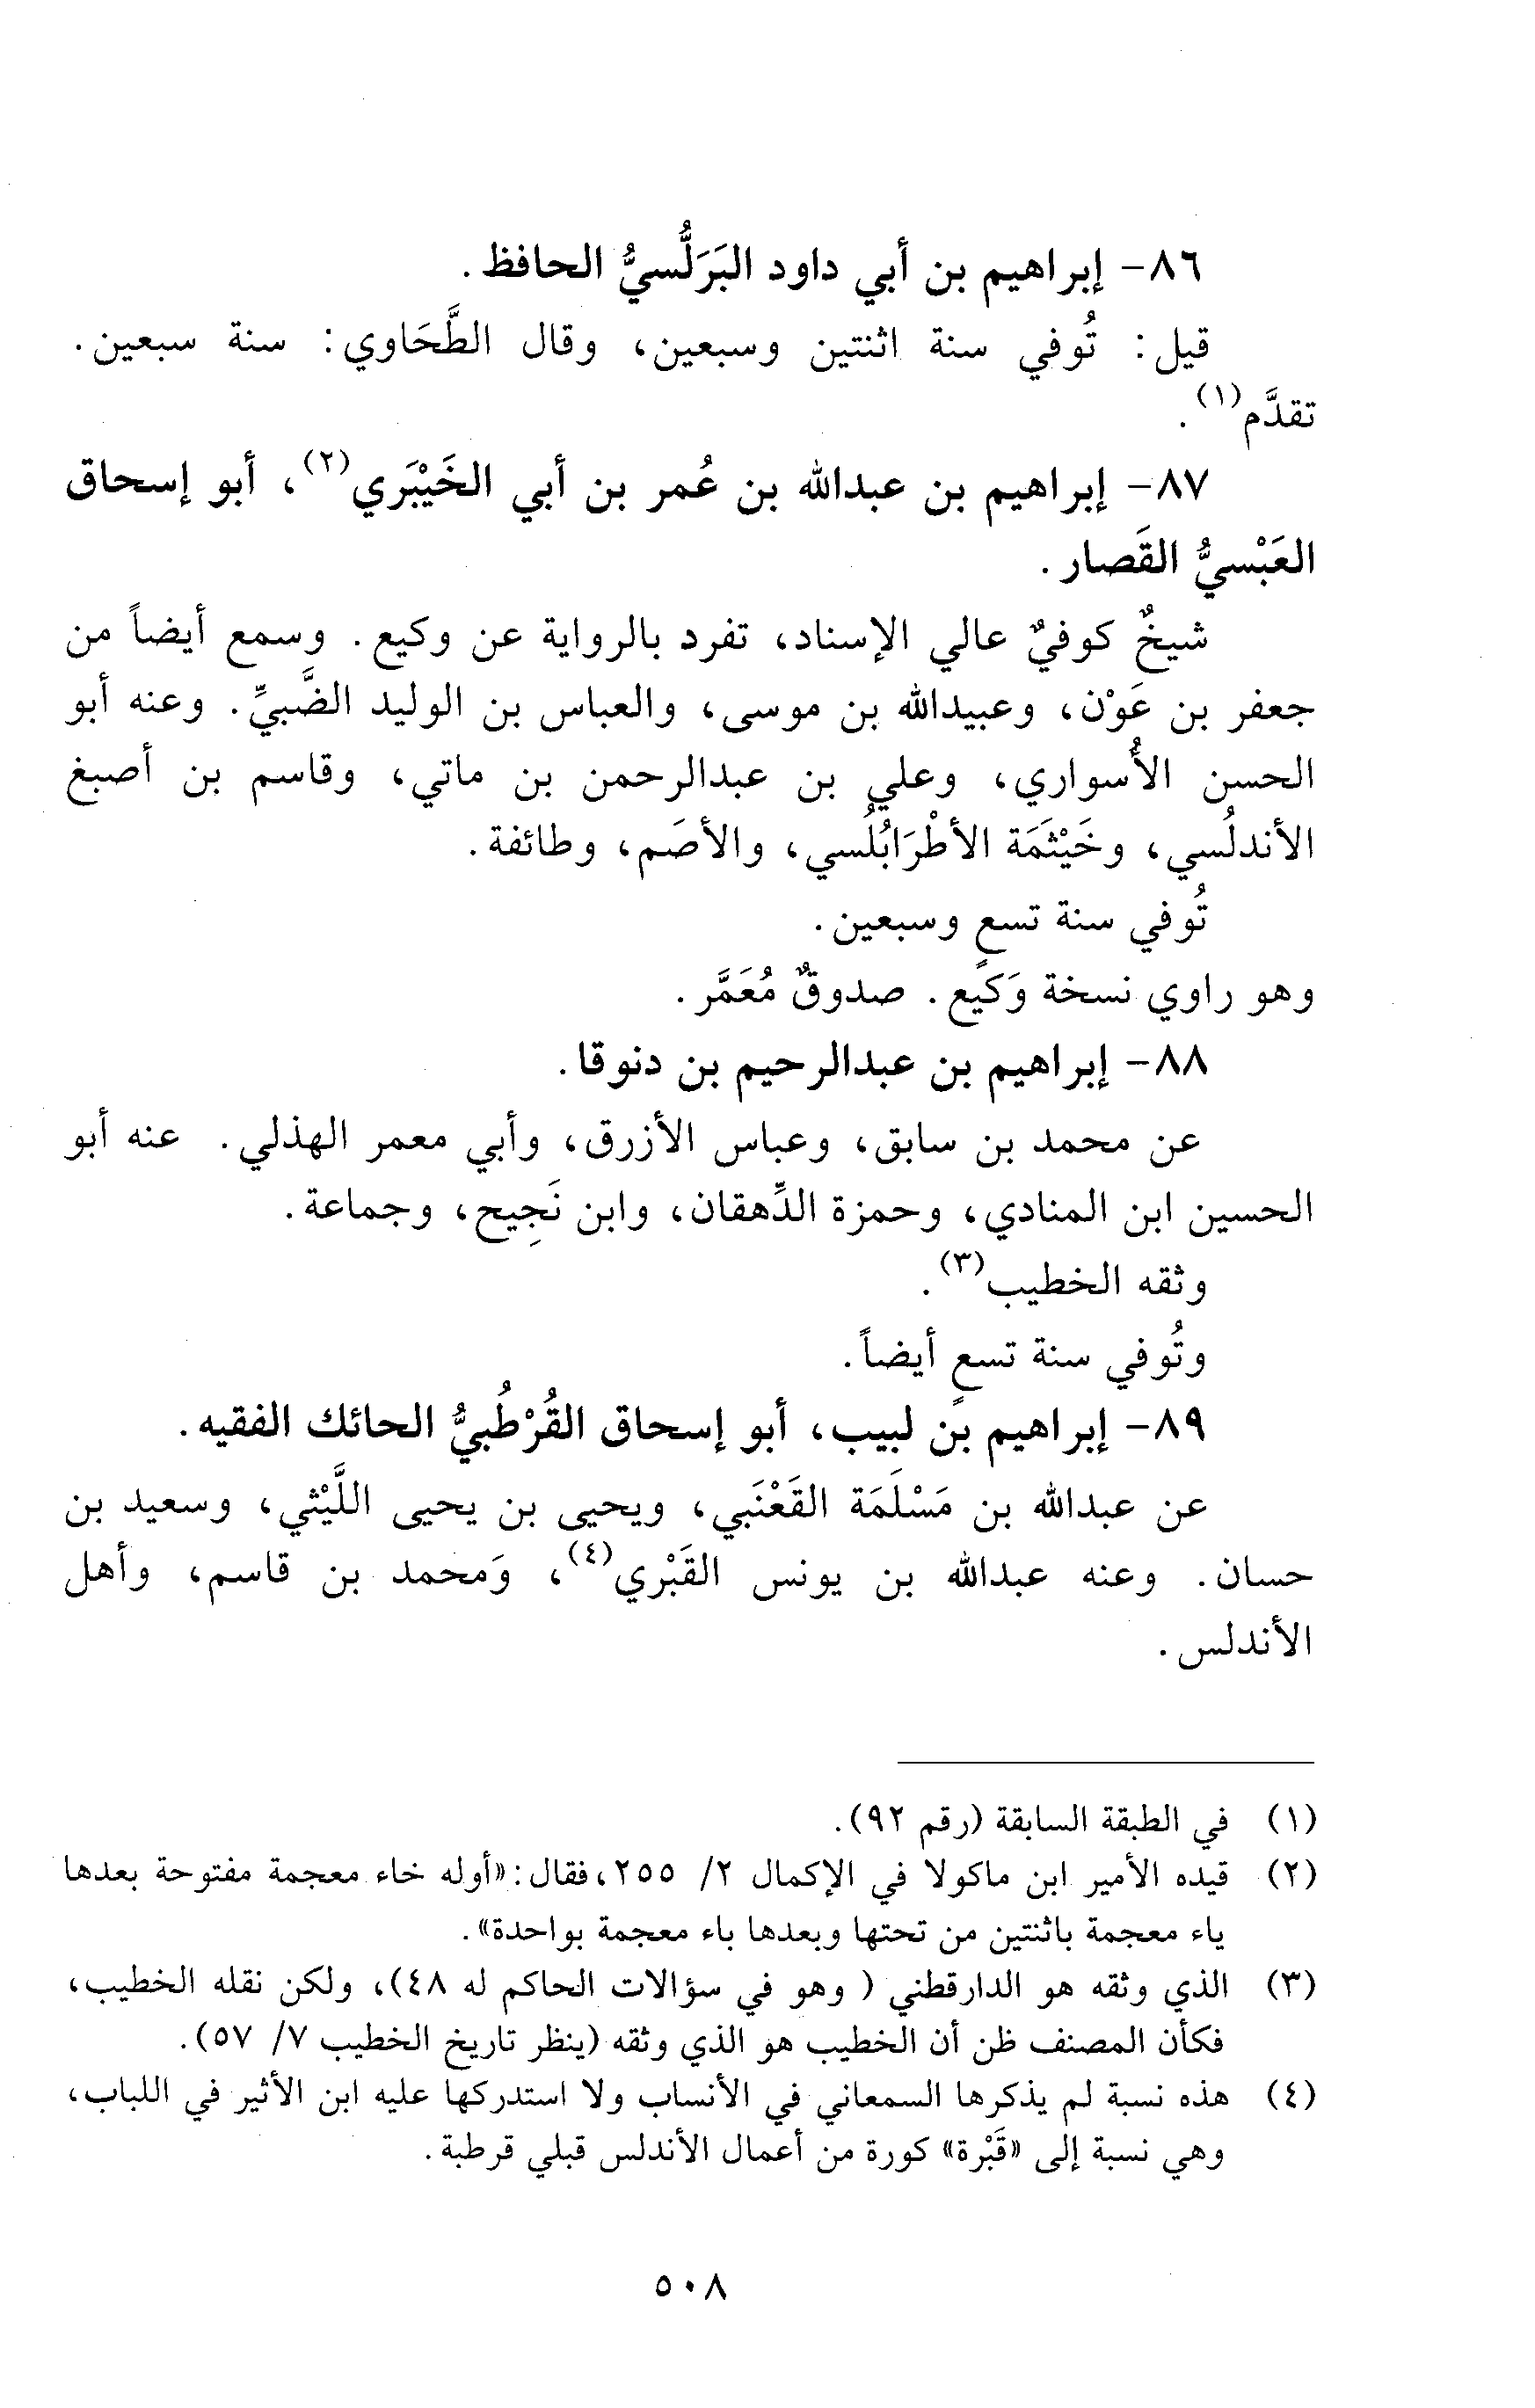 ٨٦- إبراهيم بن أبي داود البَرَلُّسيُّ الحافظ.
قيل: تُوفي سنة اثنتين وسبعين، وقال الطَّحَاوي: سنة سبعين.
تقدَّم(١).
٨٧- إبراهيم بن عبدالله بن عُمر بن أبي الخَيْبَري(٢)، أبو إسحاق
العَبْسيُّ القَصار.
شيخٌ كوفيٌ عالي الإسناد، تفرد بالرواية عن وكيع. وسمع أيضاً من
جعفر بن عَوْن، وعبيدالله بن موسى، والعباس بن الوليد الضَّبيِّ. وعنه أبو
الحسن الأُسواري، وعلي بن عبدالرحمن بن ماتي، وقاسم بن أصبغ
الأندلُسي، وخَيْثَمَة الأطْرَابُلُسي، والأصَم، وطائفة.
تُوفي سنة تسعٍ وسبعين.
وهو راوي نسخة وَكيع. صدوقٌ مُعَمَّر.
٨٨- إبراهيم بن عبدالرحيم بن دنوقا.
عن محمد بن سابق، وعباس الأزرق، وأبي معمر الهذلي. عنه أبو
الحسين ابن المنادي، وحمزة الدِّهقان، وابن نَجِيح، وجماعة.
وثقه الخطيب(٣).
وتُوفي سنة تسعٍ أيضاً.
٨٩- إبراهيم بن لبيب، أبو إسحاق القُرْطُبيُّ الحائك الفقيه.
عن عبدالله بن مَسْلَمَة القَعْنَبي، ويحيى بن يحيى اللَّيْثي، وسعيد بن
حسان. وعنه عبدالله بن يونس القَبْري(٤)، وَمحمد بن قاسم، وأهل
الأندلس.
(١) في الطبقة السابقة (رقم ٩٢).
(٢) قيده الأمير ابن ماكولا في الإكمال ٢/ ٢٥٥، فقال: «أوله خاء معجمة مفتوحة بعدها
ياء معجمة باثنتين من تحتها وبعدها باء معجمة بواحدة».
(٣) الذي وثقه هو الدارقطني ( وهو في سؤالات الحاكم له ٤٨)، ولكن نقله الخطيب،
فكأن المصنف ظن أن الخطيب هو الذي وثقه (ينظر تاريخ الخطيب ٧/ ٥٧).
(٤) هذه نسبة لم يذكرها السمعاني في الأنساب ولا استدركها عليه ابن الأثير في اللباب،
وهي نسبة إلى «قَبْرة» كورة من أعمال الأندلس قبلي قرطبة.
٥٠٨